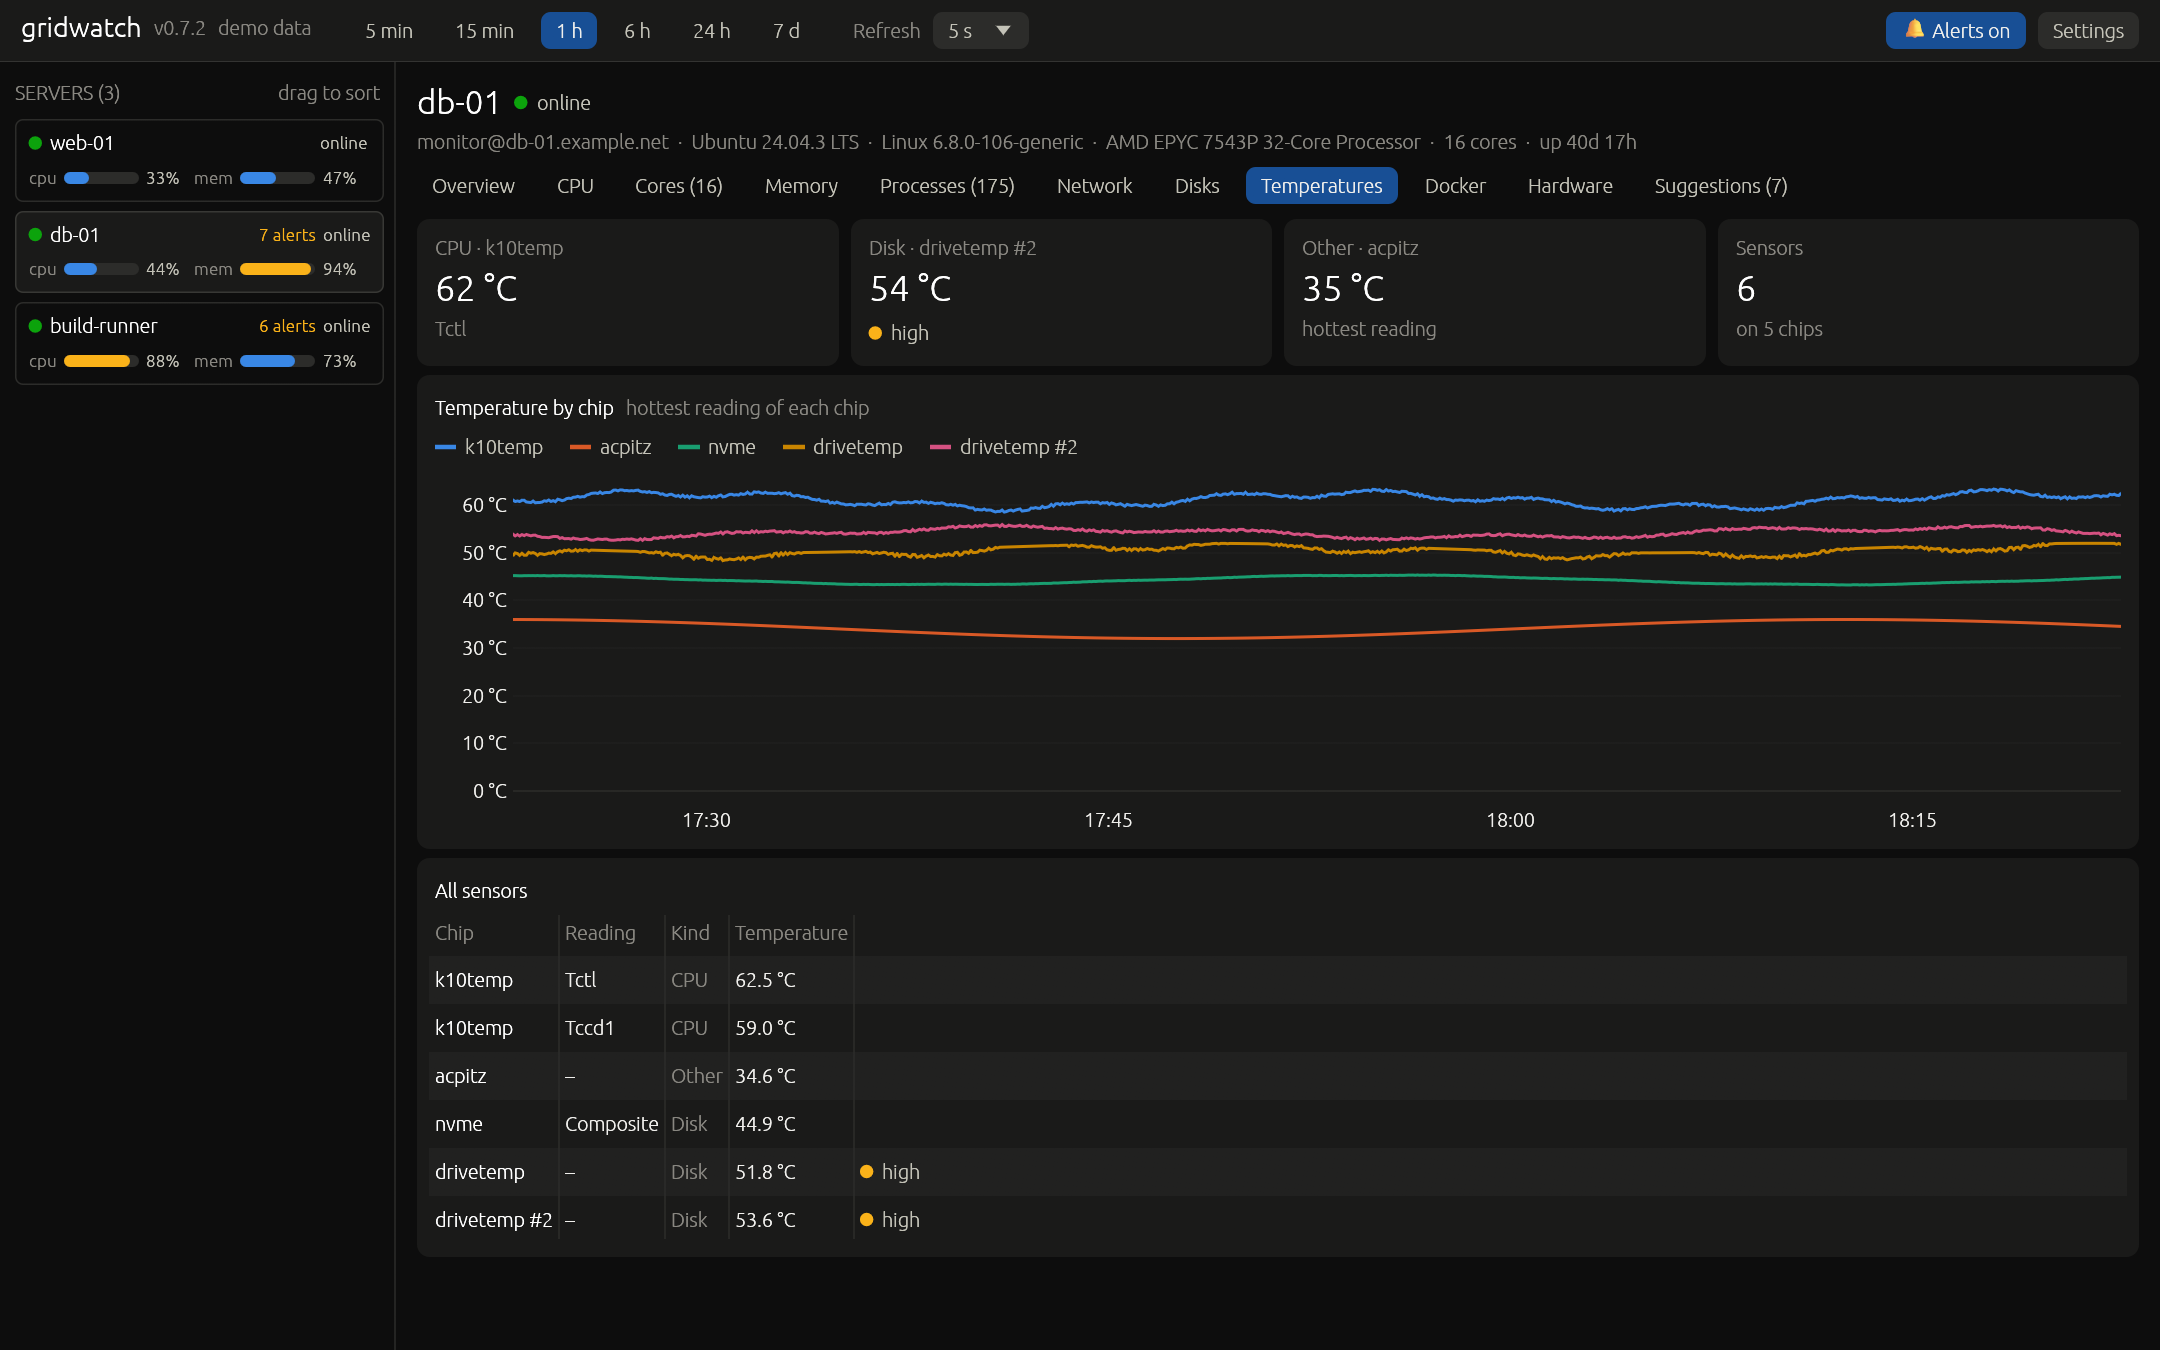 gridwatch v0.7.2 demo data 5 min 15 min 1 h 6 h 24 h 7 d Refresh 5 s Alerts on Settings
SERVERS (3) drag to sort
web-01 online
cpu 33% mem 47%
db-01 7 alerts online
cpu 44% mem 94%
build-runner 6 alerts online
cpu 88% mem 73%
db-01 online
monitor@db-01.example.net · Ubuntu 24.04.3 LTS · Linux 6.8.0-106-generic · AMD EPYC 7543P 32-Core Processor · 16 cores · up 40d 17h
Overview CPU Cores (16) Memory Processes (175) Network Disks Temperatures Docker Hardware Suggestions (7)
CPU · k10temp
62 °C
Tctl
Disk · drivetemp #2
54 °C
high
Other · acpitz
35 °C
hottest reading
Sensors
6
on 5 chips
Temperature by chip hottest reading of each chip
k10temp acpitz nvme drivetemp drivetemp #2
60 °C
50 °C
40 °C
30 °C
20 °C
10 °C
0 °C
17:30 17:45 18:00 18:15
All sensors
Chip Reading Kind Temperature
k10temp Tctl CPU 62.5 °C
k10temp Tccd1 CPU 59.0 °C
acpitz – Other 34.6 °C
nvme Composite Disk 44.9 °C
drivetemp – Disk 51.8 °C high
drivetemp #2 – Disk 53.6 °C high